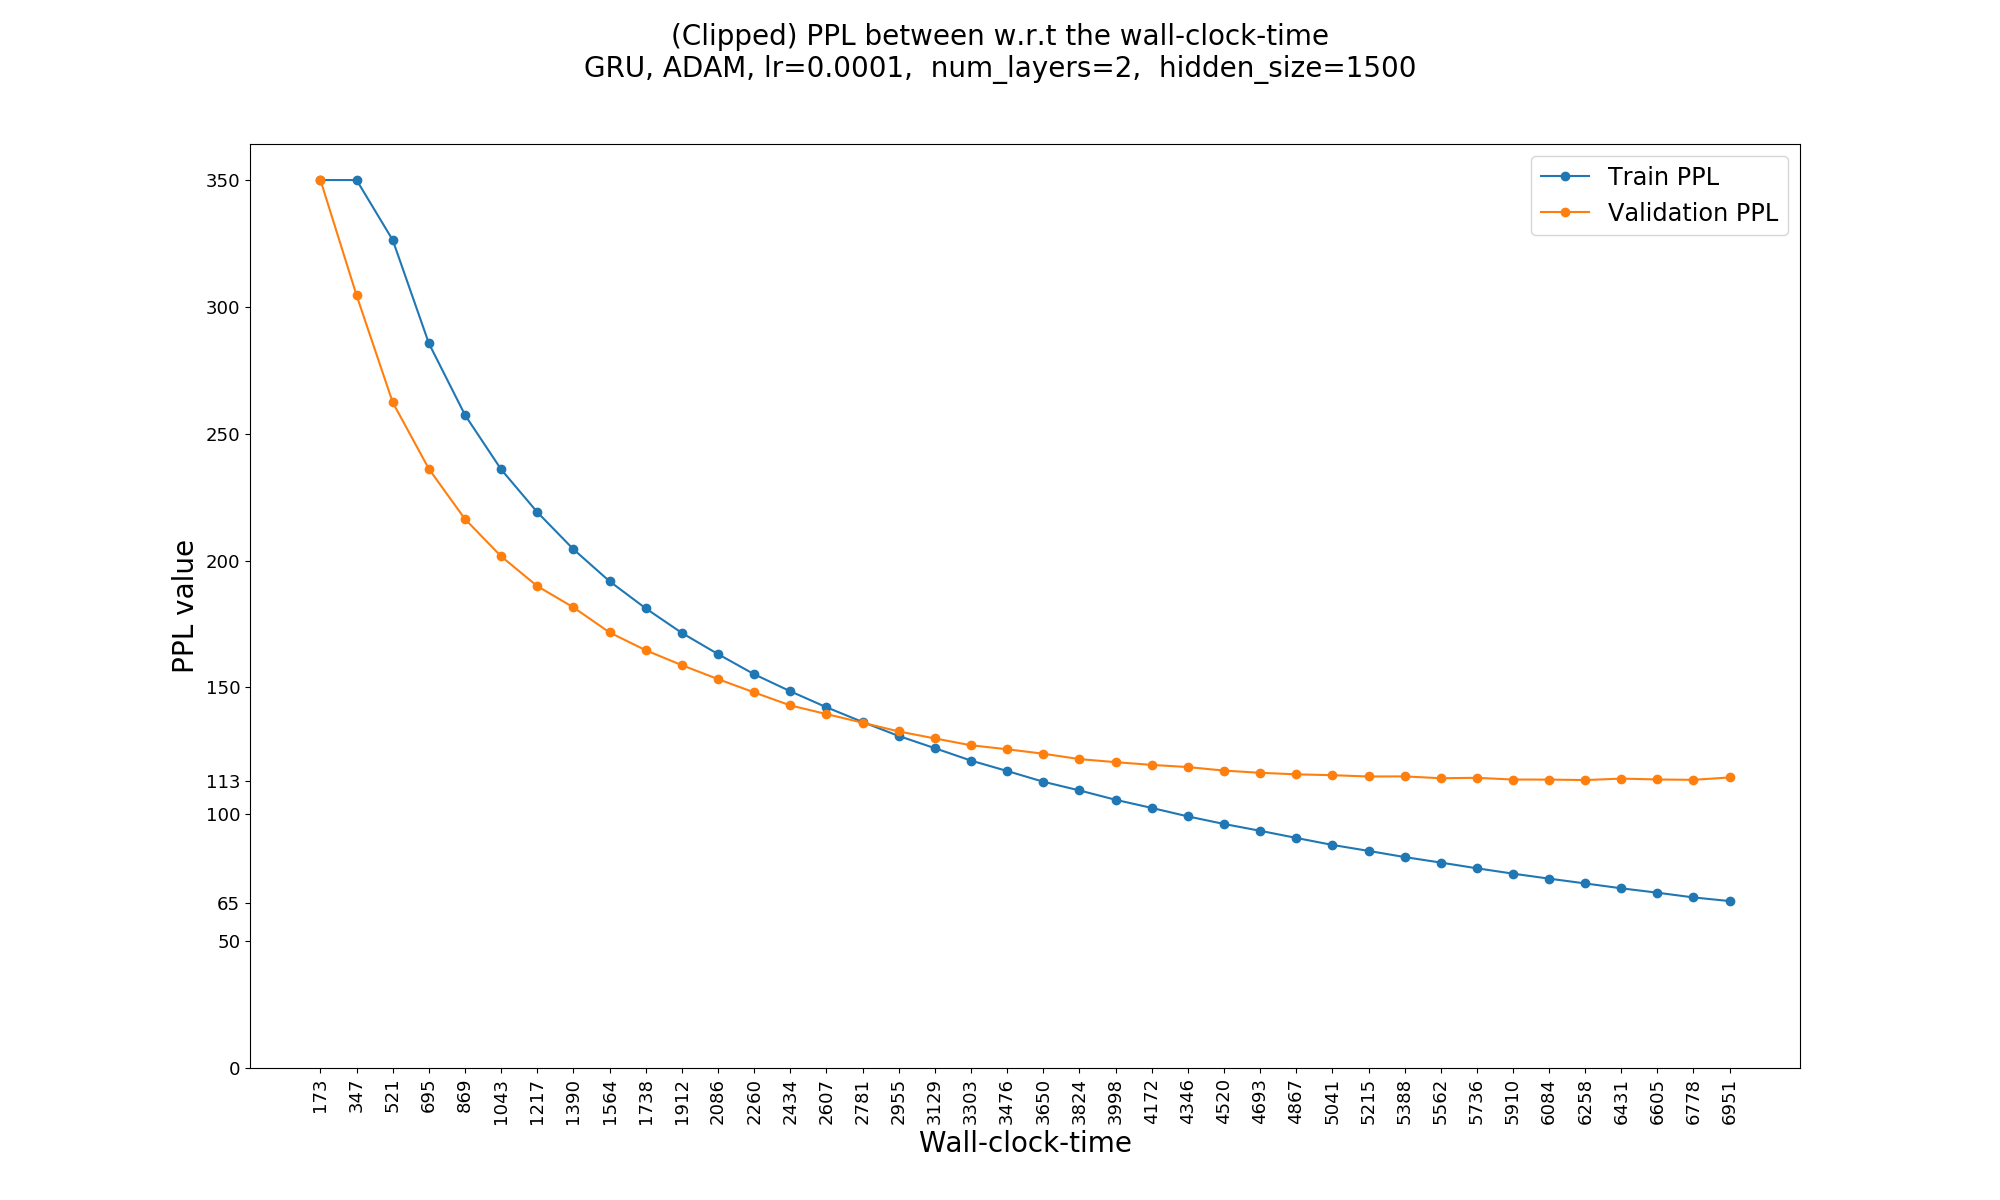 (Clipped) PPL between w.r.t the wall-clock-time
GRU, ADAM, lr=0.0001,  num_layers=2,  hidden_size=1500
Train PPL
Validation PPL
PPL value
350
300
250
200
150
113
100
65
50
0
173 347 521 695 869 1043 1217 1390 1564 1738 1912 2086 2260 2434 2607 2781 2955 3129 3303 3476 3650 3824 3998 4172 4346 4520 4693 4867 5041 5215 5388 5562 5736 5910 6084 6258 6431 6605 6778 6951
Wall-clock-time